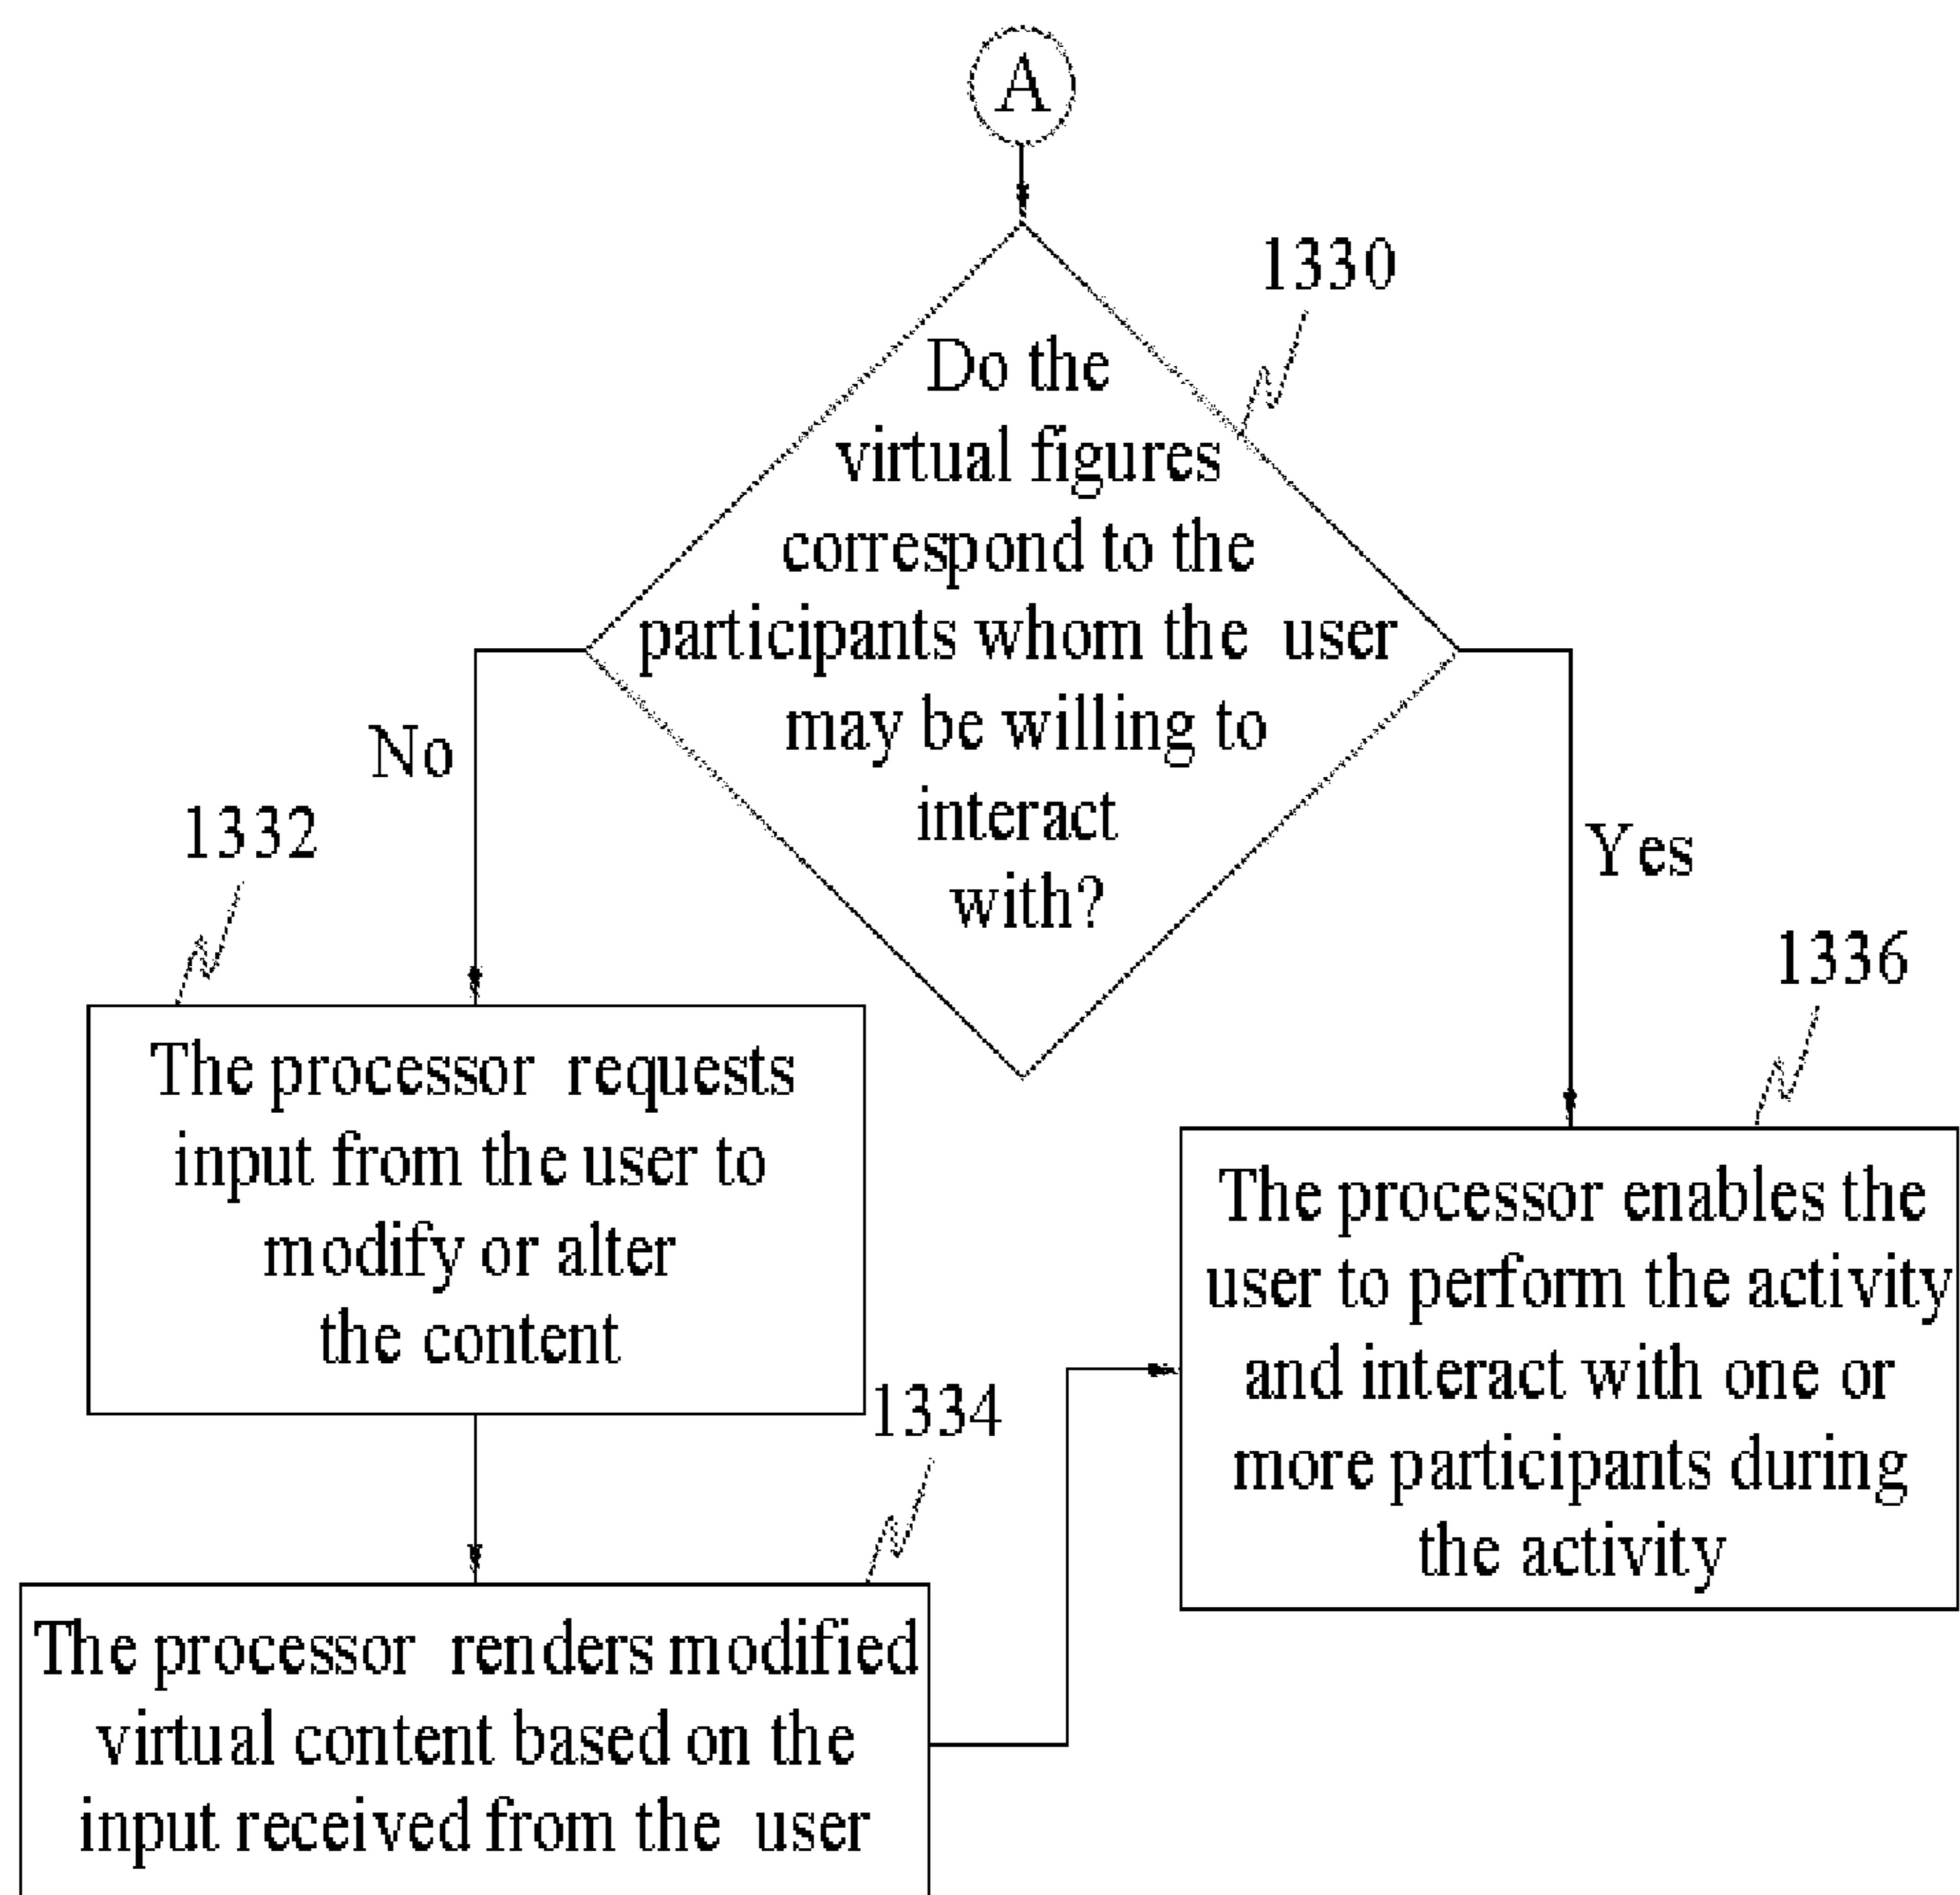 A
1330
Do the
virtual figures
correspond to the
participants whom the user
may be willing to
interact
with?
No
Yes
1332
The processor requests
input from the user to
modify or alter
the content
1334
The processor renders modified
virtual content based on the
input received from the user
1336
The processor enables the
user to perform the activity
and interact with one or
more participants during
the activity